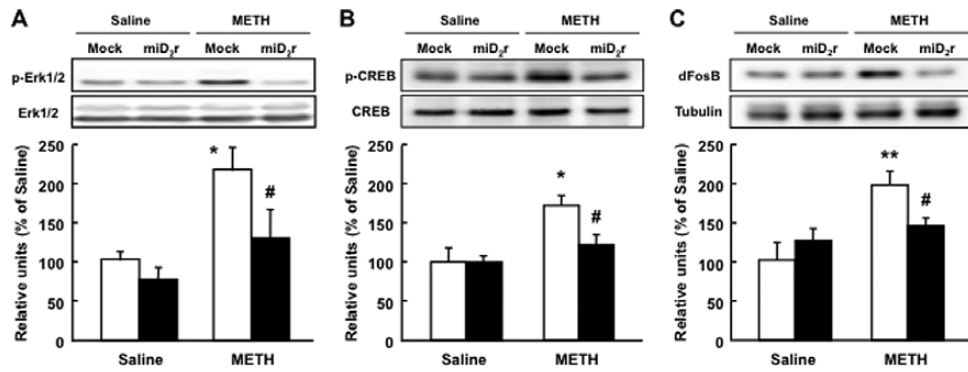 A
Saline METH
Mock miD₂r Mock miD₂r
p-Erk1/2
Erk1/2
Relative units (% of Saline)
250
200
150
100
50
0
*
#
Saline METH
B
Saline METH
Mock miD₂r Mock miD₂r
p-CREB
CREB
Relative units (% of Saline)
250
200
150
100
50
0
*
#
Saline METH
C
Saline METH
Mock miD₂r Mock miD₂r
dFosB
Tubulin
Relative units (% of Saline)
250
200
150
100
50
0
**
#
Saline METH